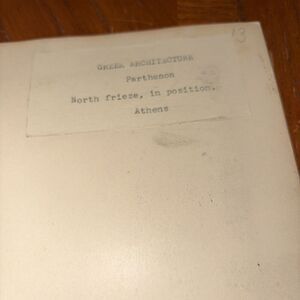 13
GREEK ARCHITECTURE
Parthenon
North frieze, in position.
Athens